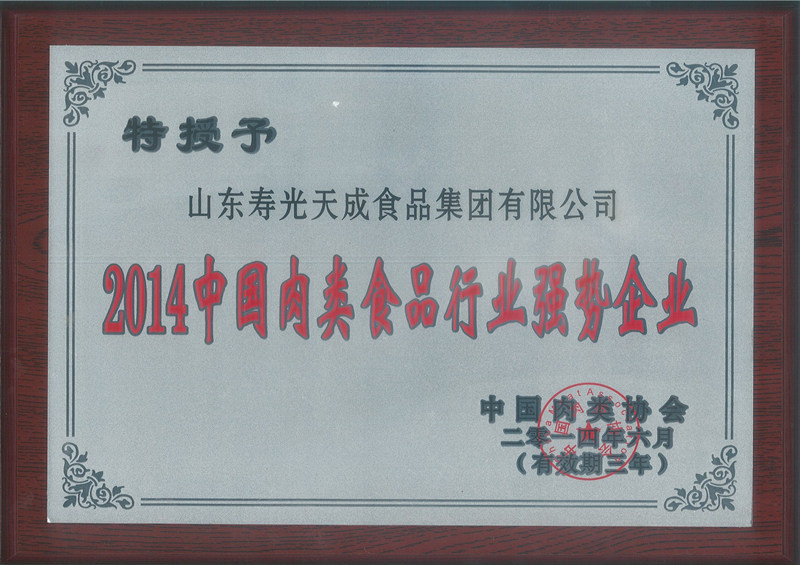 特授予
山东寿光天成食品集团有限公司
2014中国肉类食品行业强势企业
中国肉类协会
二零一四年六月
（有效期三年）